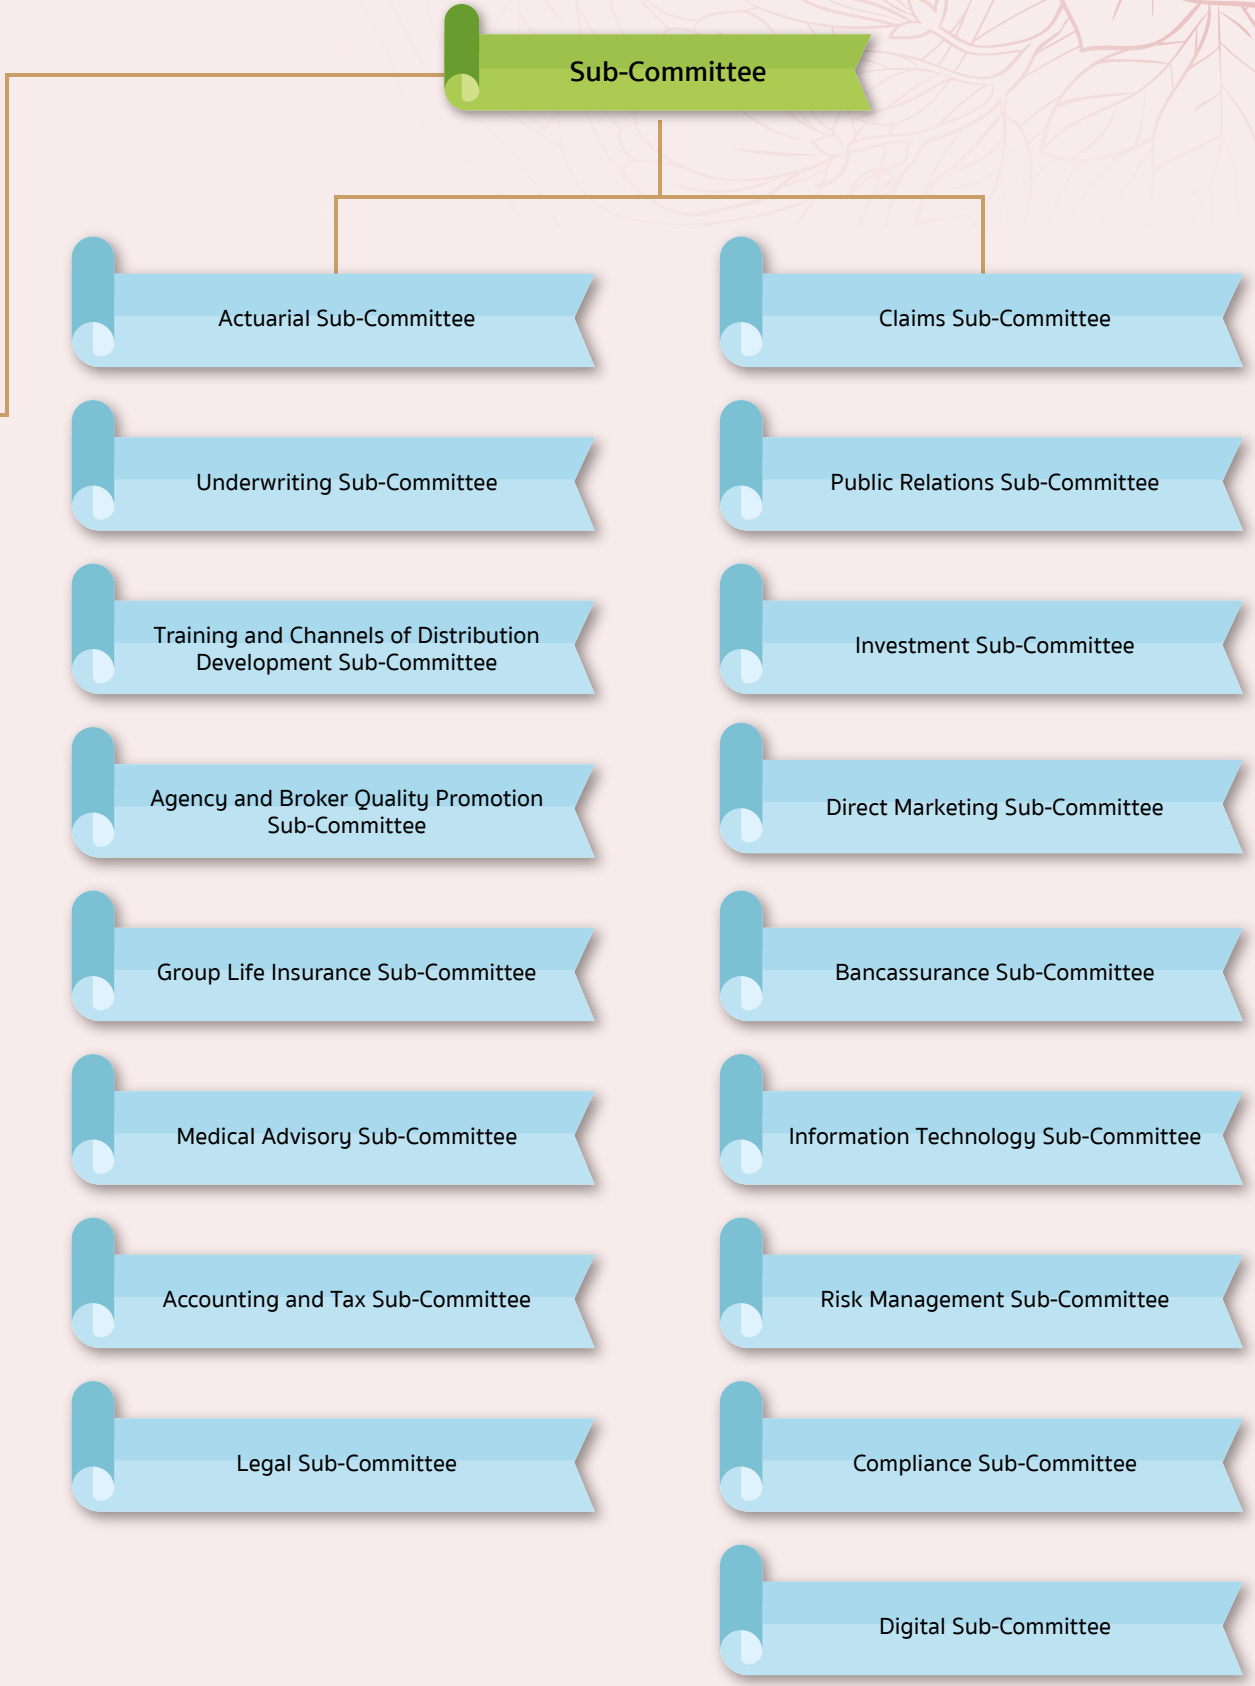 Sub-Committee
Actuarial Sub-Committee
Claims Sub-Committee
Underwriting Sub-Committee
Public Relations Sub-Committee
Training and Channels of Distribution
Development Sub-Committee
Investment Sub-Committee
Agency and Broker Quality Promotion
Sub-Committee
Direct Marketing Sub-Committee
Group Life Insurance Sub-Committee
Bancassurance Sub-Committee
Medical Advisory Sub-Committee
Information Technology Sub-Committee
Accounting and Tax Sub-Committee
Risk Management Sub-Committee
Legal Sub-Committee
Compliance Sub-Committee
Digital Sub-Committee